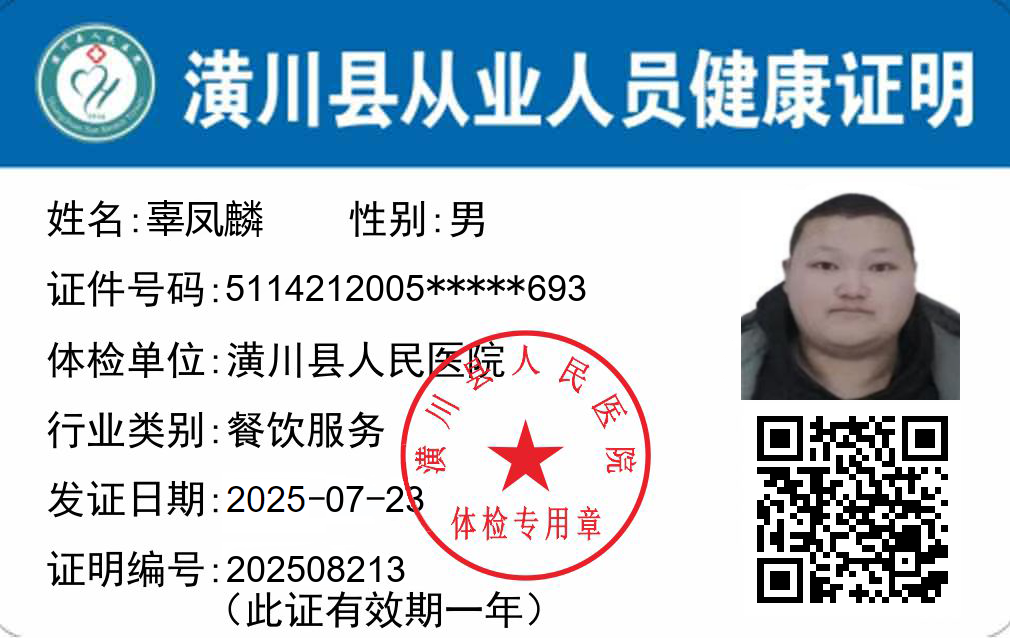 潢川县从业人员健康证明
姓名:辜凤麟 性别:男
证件号码:5114212005*****693
体检单位:潢川县人民医院
行业类别:餐饮服务
发证日期:2025-07-23
证明编号:202508213
(此证有效期一年)
潢川县人民医院
体检专用章